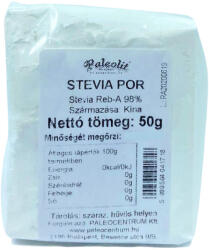 Paleolit
STEVIA POR
Stevia Reb-A 98%
Származása: Kína
Nettó tömeg: 50g
Minőségét megőrzi:
Átlagos tápérték 100g
termékben
Energia 0kcal/0kJ
Zsír 0g
Szénhidrát 0g
Fehérje 0g
Só 0g
Tárolás: száraz, hűvös helyen
Forgalmazza: PALEOCENTRUM Kft.
www.paleocentrum.hu